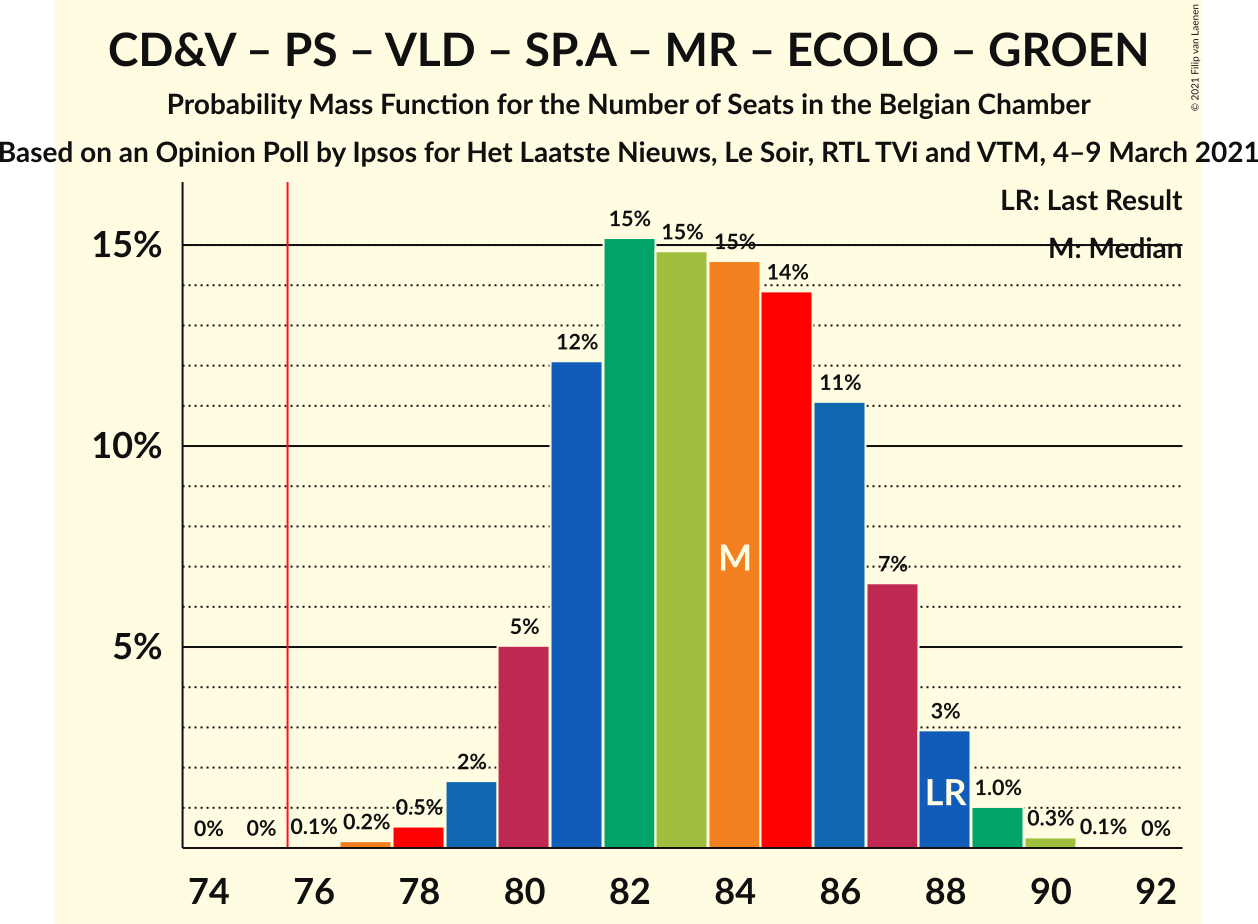 CD&V – PS – VLD – SP.A – MR – ECOLO – GROEN
© 2021 Filip van Laenen
Probability Mass Function for the Number of Seats in the Belgian Chamber
Based on an Opinion Poll by Ipsos for Het Laatste Nieuws, Le Soir, RTL TVi and VTM, 4–9 March 2021
LR: Last Result
M: Median
15%
10%
5%
0% 0% 0.1% 0.2% 0.5% 2% 5% 12% 15% 15% 15% 14% 11% 7% 3% 1.0% 0.3% 0.1% 0%
M
LR
74 76 78 80 82 84 86 88 90 92